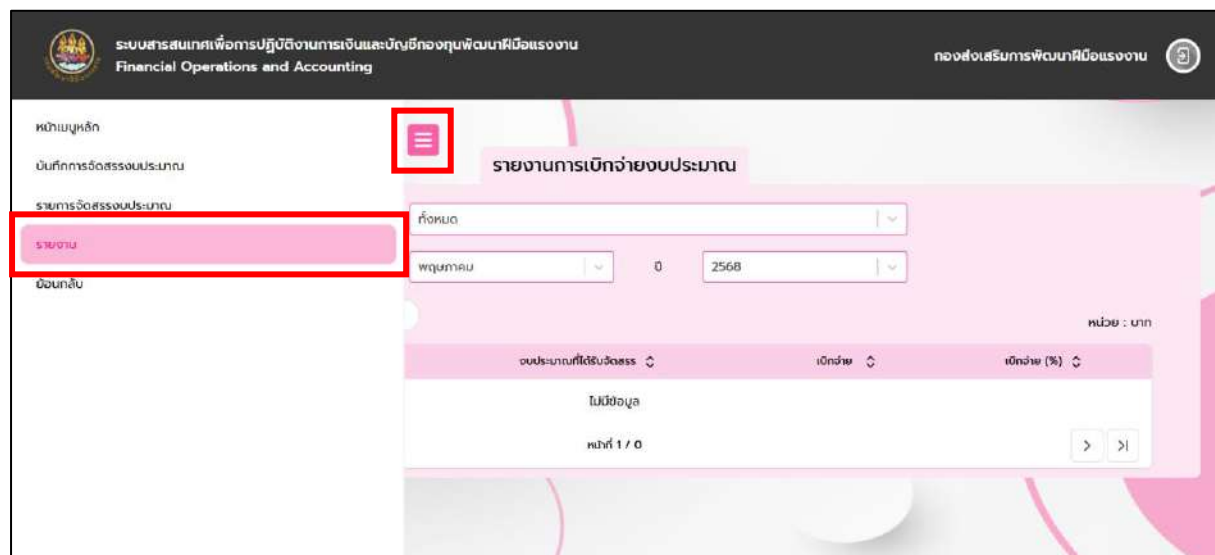 ระบบสารสนเทศเพื่อการปฏิบัติงานการเงินและบัญชีกองทุนพัฒนาฝีมือแรงงาน
Financial Operations and Accounting
กองส่งเสริมการพัฒนาฝีมือแรงงาน
หน้าเมนูหลัก
บันทึกการจัดสรรงบประมาณ
รายการจัดสรรงบประมาณ
รายงาน
ย้อนกลับ
รายงานการเบิกจ่ายงบประมาณ
ทั้งหมด
พฤษภาคม ปี 2568
หน่วย : บาท
งบประมาณที่ได้รับจัดสรร เบิกจ่าย เบิกจ่าย (%)
ไม่มีข้อมูล
หน้าที่ 1 / 0